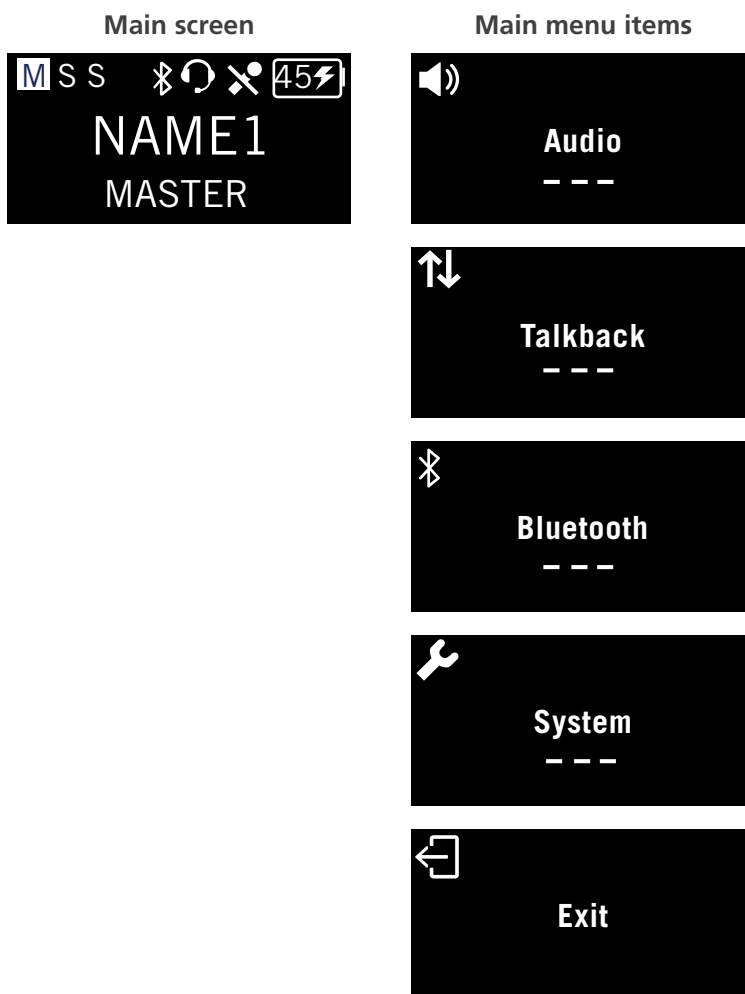 Main screen
M S S 45
NAME1
MASTER
Main menu items
Audio
Talkback
Bluetooth
System
Exit